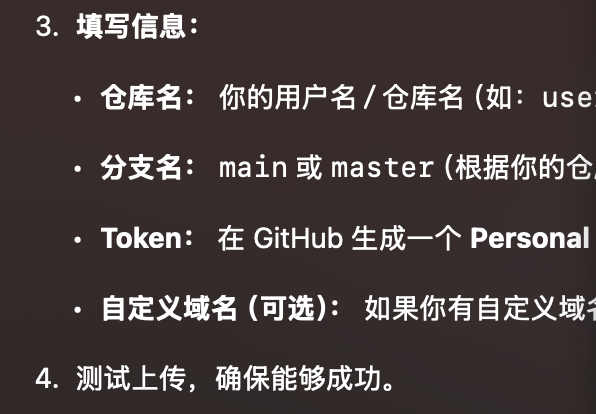 3. 填写信息：
• 仓库名： 你的用户名 / 仓库名 (如：use
• 分支名： main 或 master (根据你的仓
• Token： 在 GitHub 生成一个 Personal
• 自定义域名 (可选)： 如果你有自定义域名
4. 测试上传，确保能够成功。